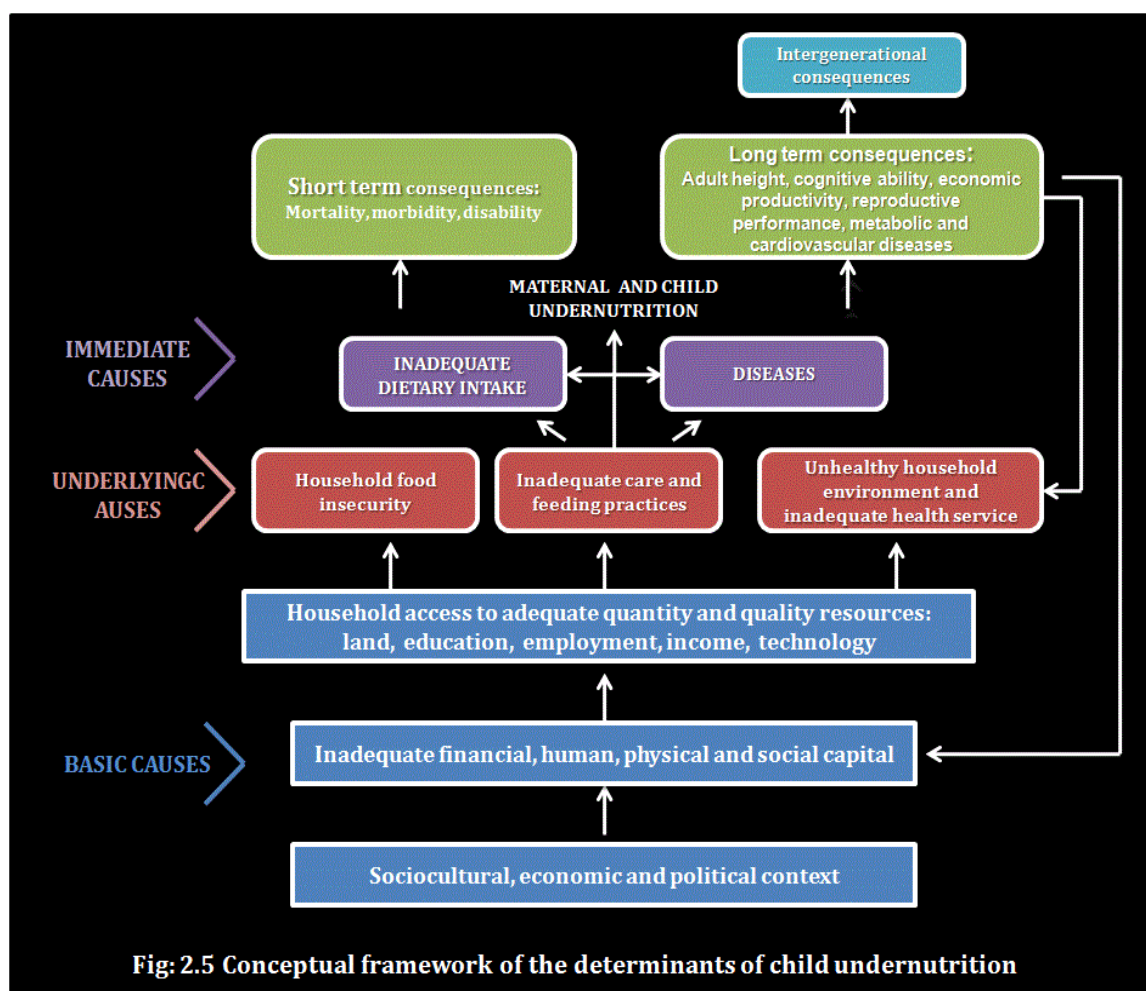 Intergenerational
consequences
Short term consequences:
Mortality, morbidity, disability
Long term consequences:
Adult height, cognitive ability, economic
productivity, reproductive
performance, metabolic and
cardiovascular diseases
MATERNAL AND CHILD
UNDERNUTRITION
IMMEDIATE
CAUSES
INADEQUATE
DIETARY INTAKE
DISEASES
UNDERLYINGC
AUSES
Household food
insecurity
Inadequate care and
feeding practices
Unhealthy household
environment and
inadequate health service
Household access to adequate quantity and quality resources:
land, education, employment, income, technology
BASIC CAUSES
Inadequate financial, human, physical and social capital
Sociocultural, economic and political context
Fig: 2.5 Conceptual framework of the determinants of child undernutrition